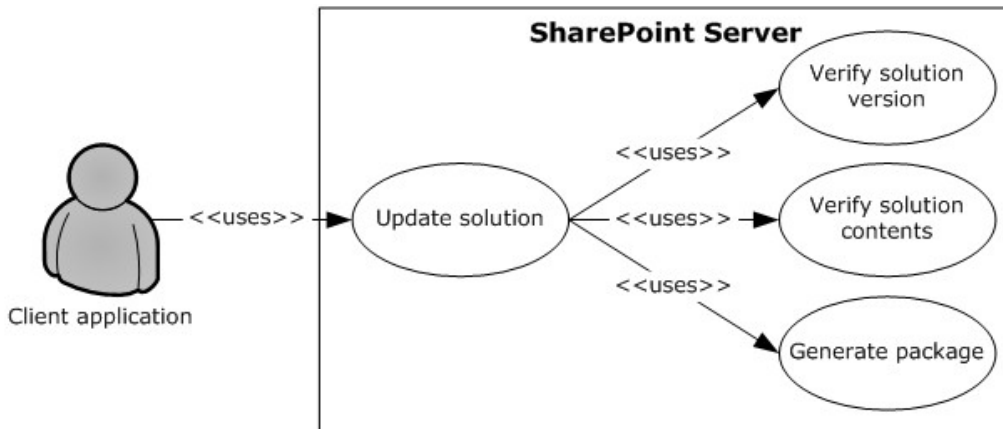 SharePoint Server
Verify solution
version
<<uses>>
<<uses>>
Update solution
<<uses>>
Verify solution
contents
<<uses>>
Client application
Generate package